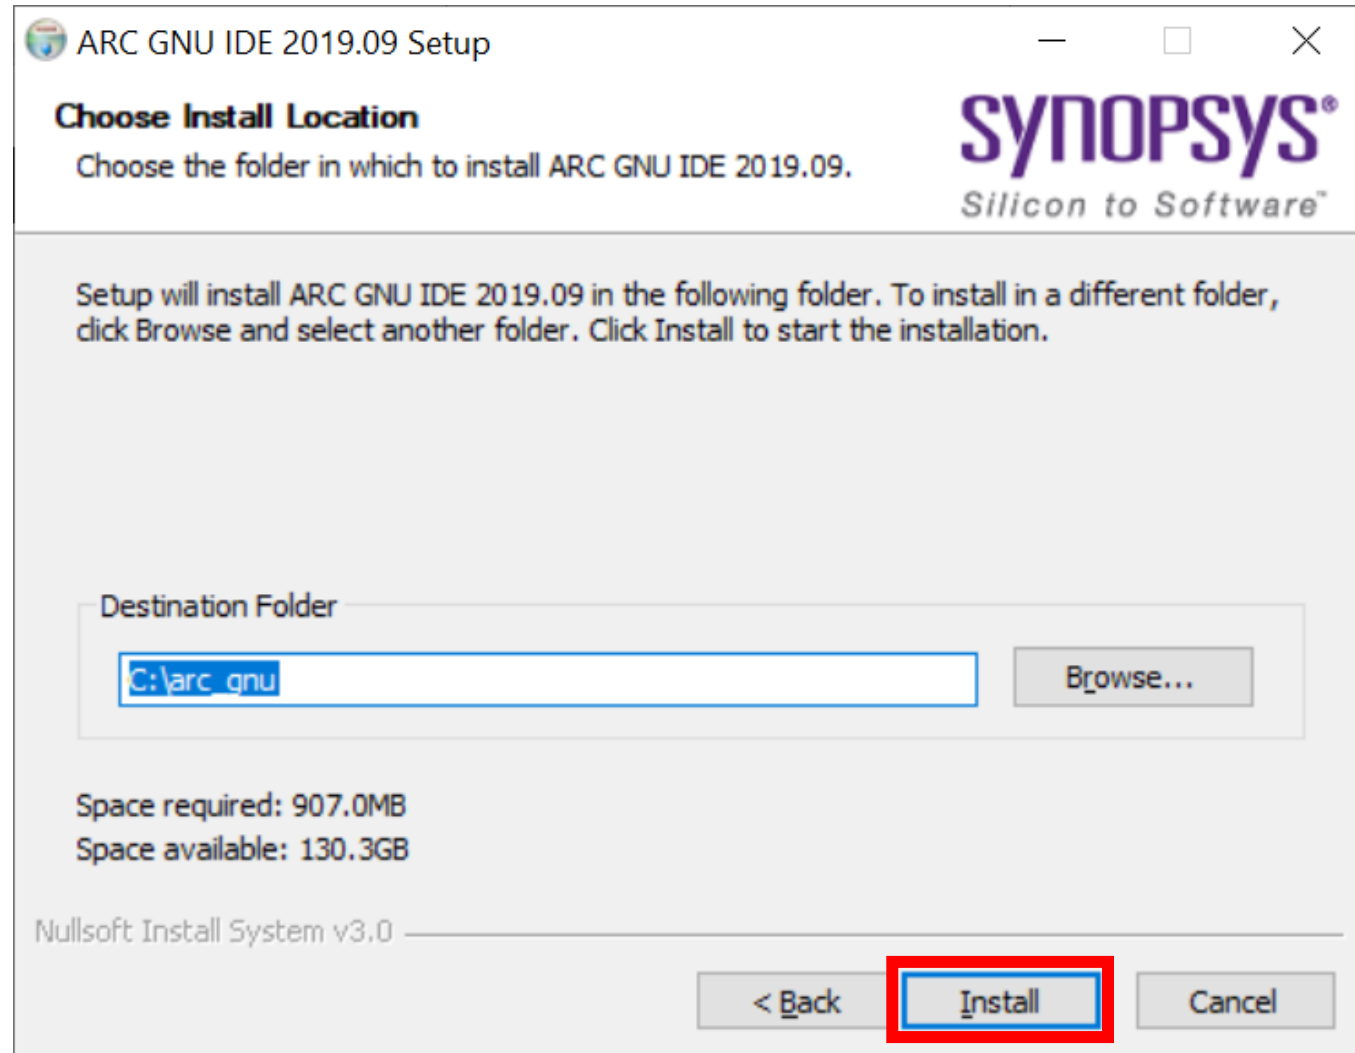 ARC GNU IDE 2019.09 Setup
Choose Install Location
Choose the folder in which to install ARC GNU IDE 2019.09.
SYNOPSYS®
Silicon to Software™
Setup will install ARC GNU IDE 2019.09 in the following folder. To install in a different folder,
click Browse and select another folder. Click Install to start the installation.
Destination Folder
C:\arc_gnu
Browse...
Space required: 907.0MB
Space available: 130.3GB
Nullsoft Install System v3.0
< Back
Install
Cancel